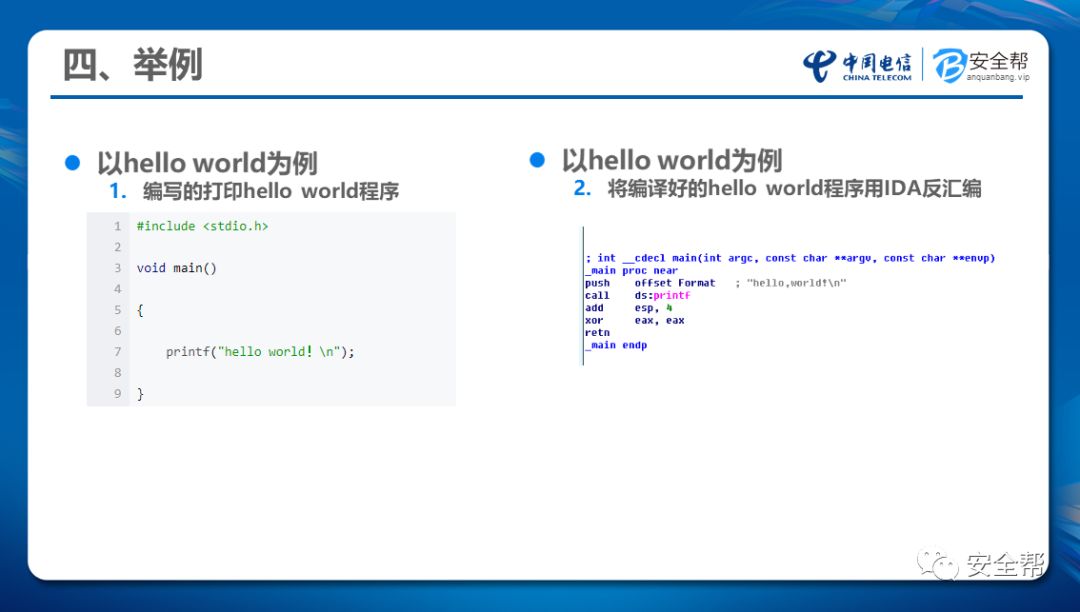 四、举例
中国电信
CHINA TELECOM
安全帮
anquanbang.vip
以hello world为例
1. 编写的打印hello world程序
1 #include <stdio.h>
2
3 void main()
4
5 {
6
7 printf("hello world! \n");
8
9 }
以hello world为例
2. 将编译好的hello world程序用IDA反汇编
; int __cdecl main(int argc, const char **argv, const char **envp)
_main proc near
push offset Format ; "hello,world!\n"
call ds:printf
add esp, 4
xor eax, eax
retn
_main endp
安全帮